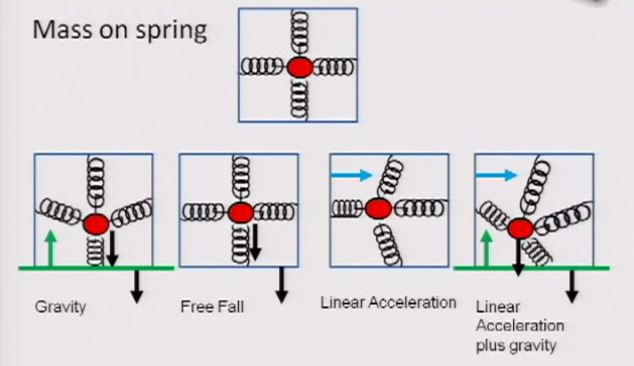 Mass on spring
Gravity
Free Fall
Linear Acceleration
Linear
Acceleration
plus gravity